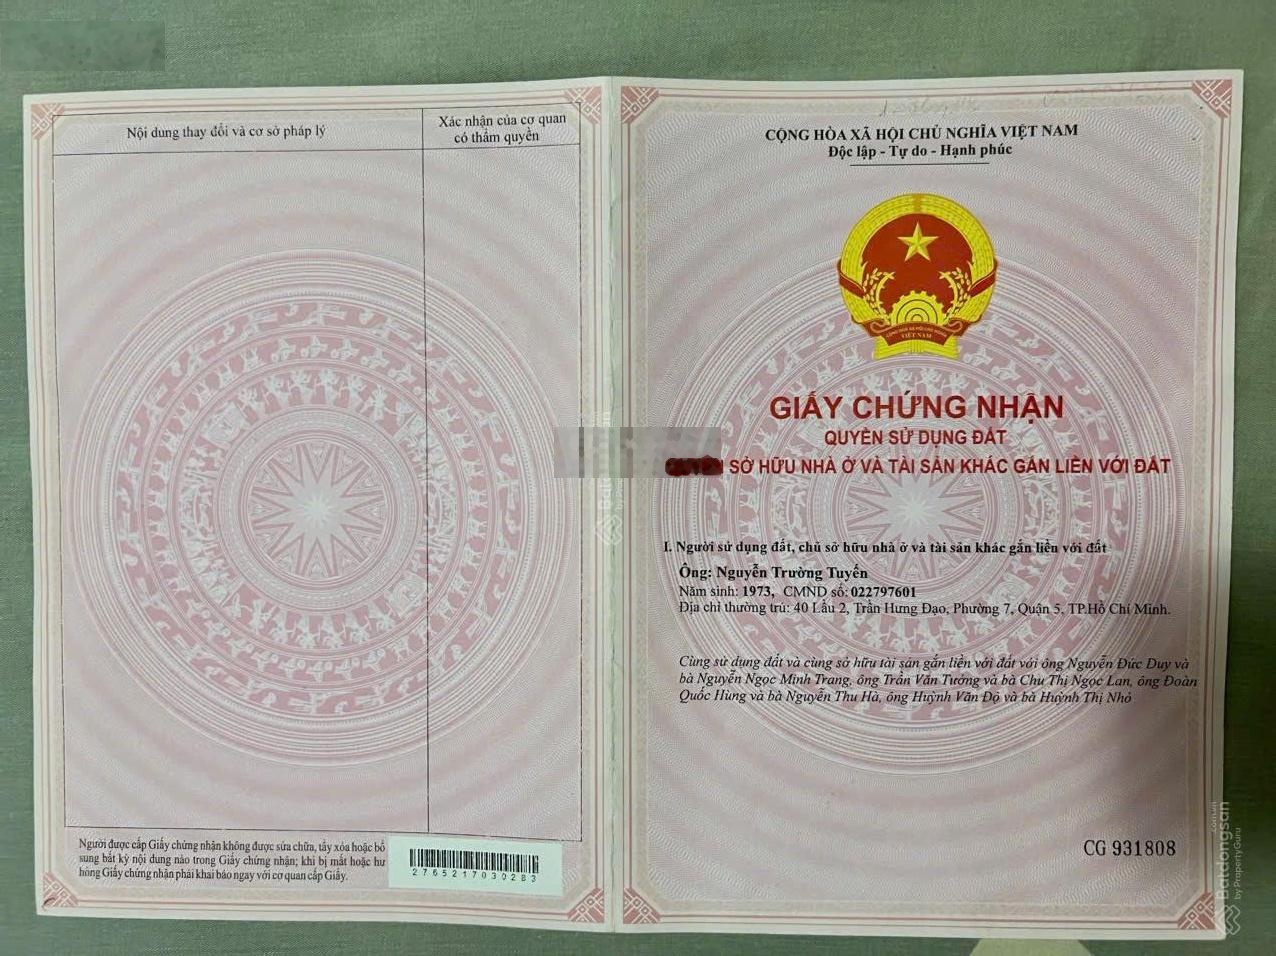 Nội dung thay đổi và cơ sở pháp lý
Xác nhận của cơ quan
có thẩm quyền
Người được cấp Giấy chứng nhận không được sửa chữa, tẩy xóa hoặc bổ
sung bất kỳ nội dung nào trong Giấy chứng nhận; khi bị mất hoặc hư
hỏng Giấy chứng nhận phải khai báo ngay với cơ quan cấp Giấy.
2765217030283
CỘNG HÒA XÃ HỘI CHỦ NGHĨA VIỆT NAM
Độc lập - Tự do - Hạnh phúc
VIỆT NAM
GIẤY CHỨNG NHẬN
QUYỀN SỬ DỤNG ĐẤT
SỞ HỮU NHÀ Ở VÀ TÀI SẢN KHÁC GẮN LIỀN VỚI ĐẤT
I. Người sử dụng đất, chủ sở hữu nhà ở và tài sản khác gắn liền với đất
Ông: Nguyễn Trường Tuyến
Năm sinh: 1973, CMND số: 022797601
Địa chỉ thường trú: 40 Lầu 2, Trần Hưng Đạo, Phường 7, Quận 5, TP.Hồ Chí Minh.
Cùng sử dụng đất và cùng sở hữu tài sản gắn liền với đất với ông Nguyễn Đức Duy và
bà Nguyễn Ngọc Minh Trang, ông Trần Văn Tưởng và bà Chu Thị Ngọc Lan, ông Đoàn
Quốc Hùng và bà Nguyễn Thu Hà, ông Huỳnh Văn Độ và bà Huỳnh Thị Nhỏ
CG 931808
Batdongsan
.com.vn
by PropertyGuru